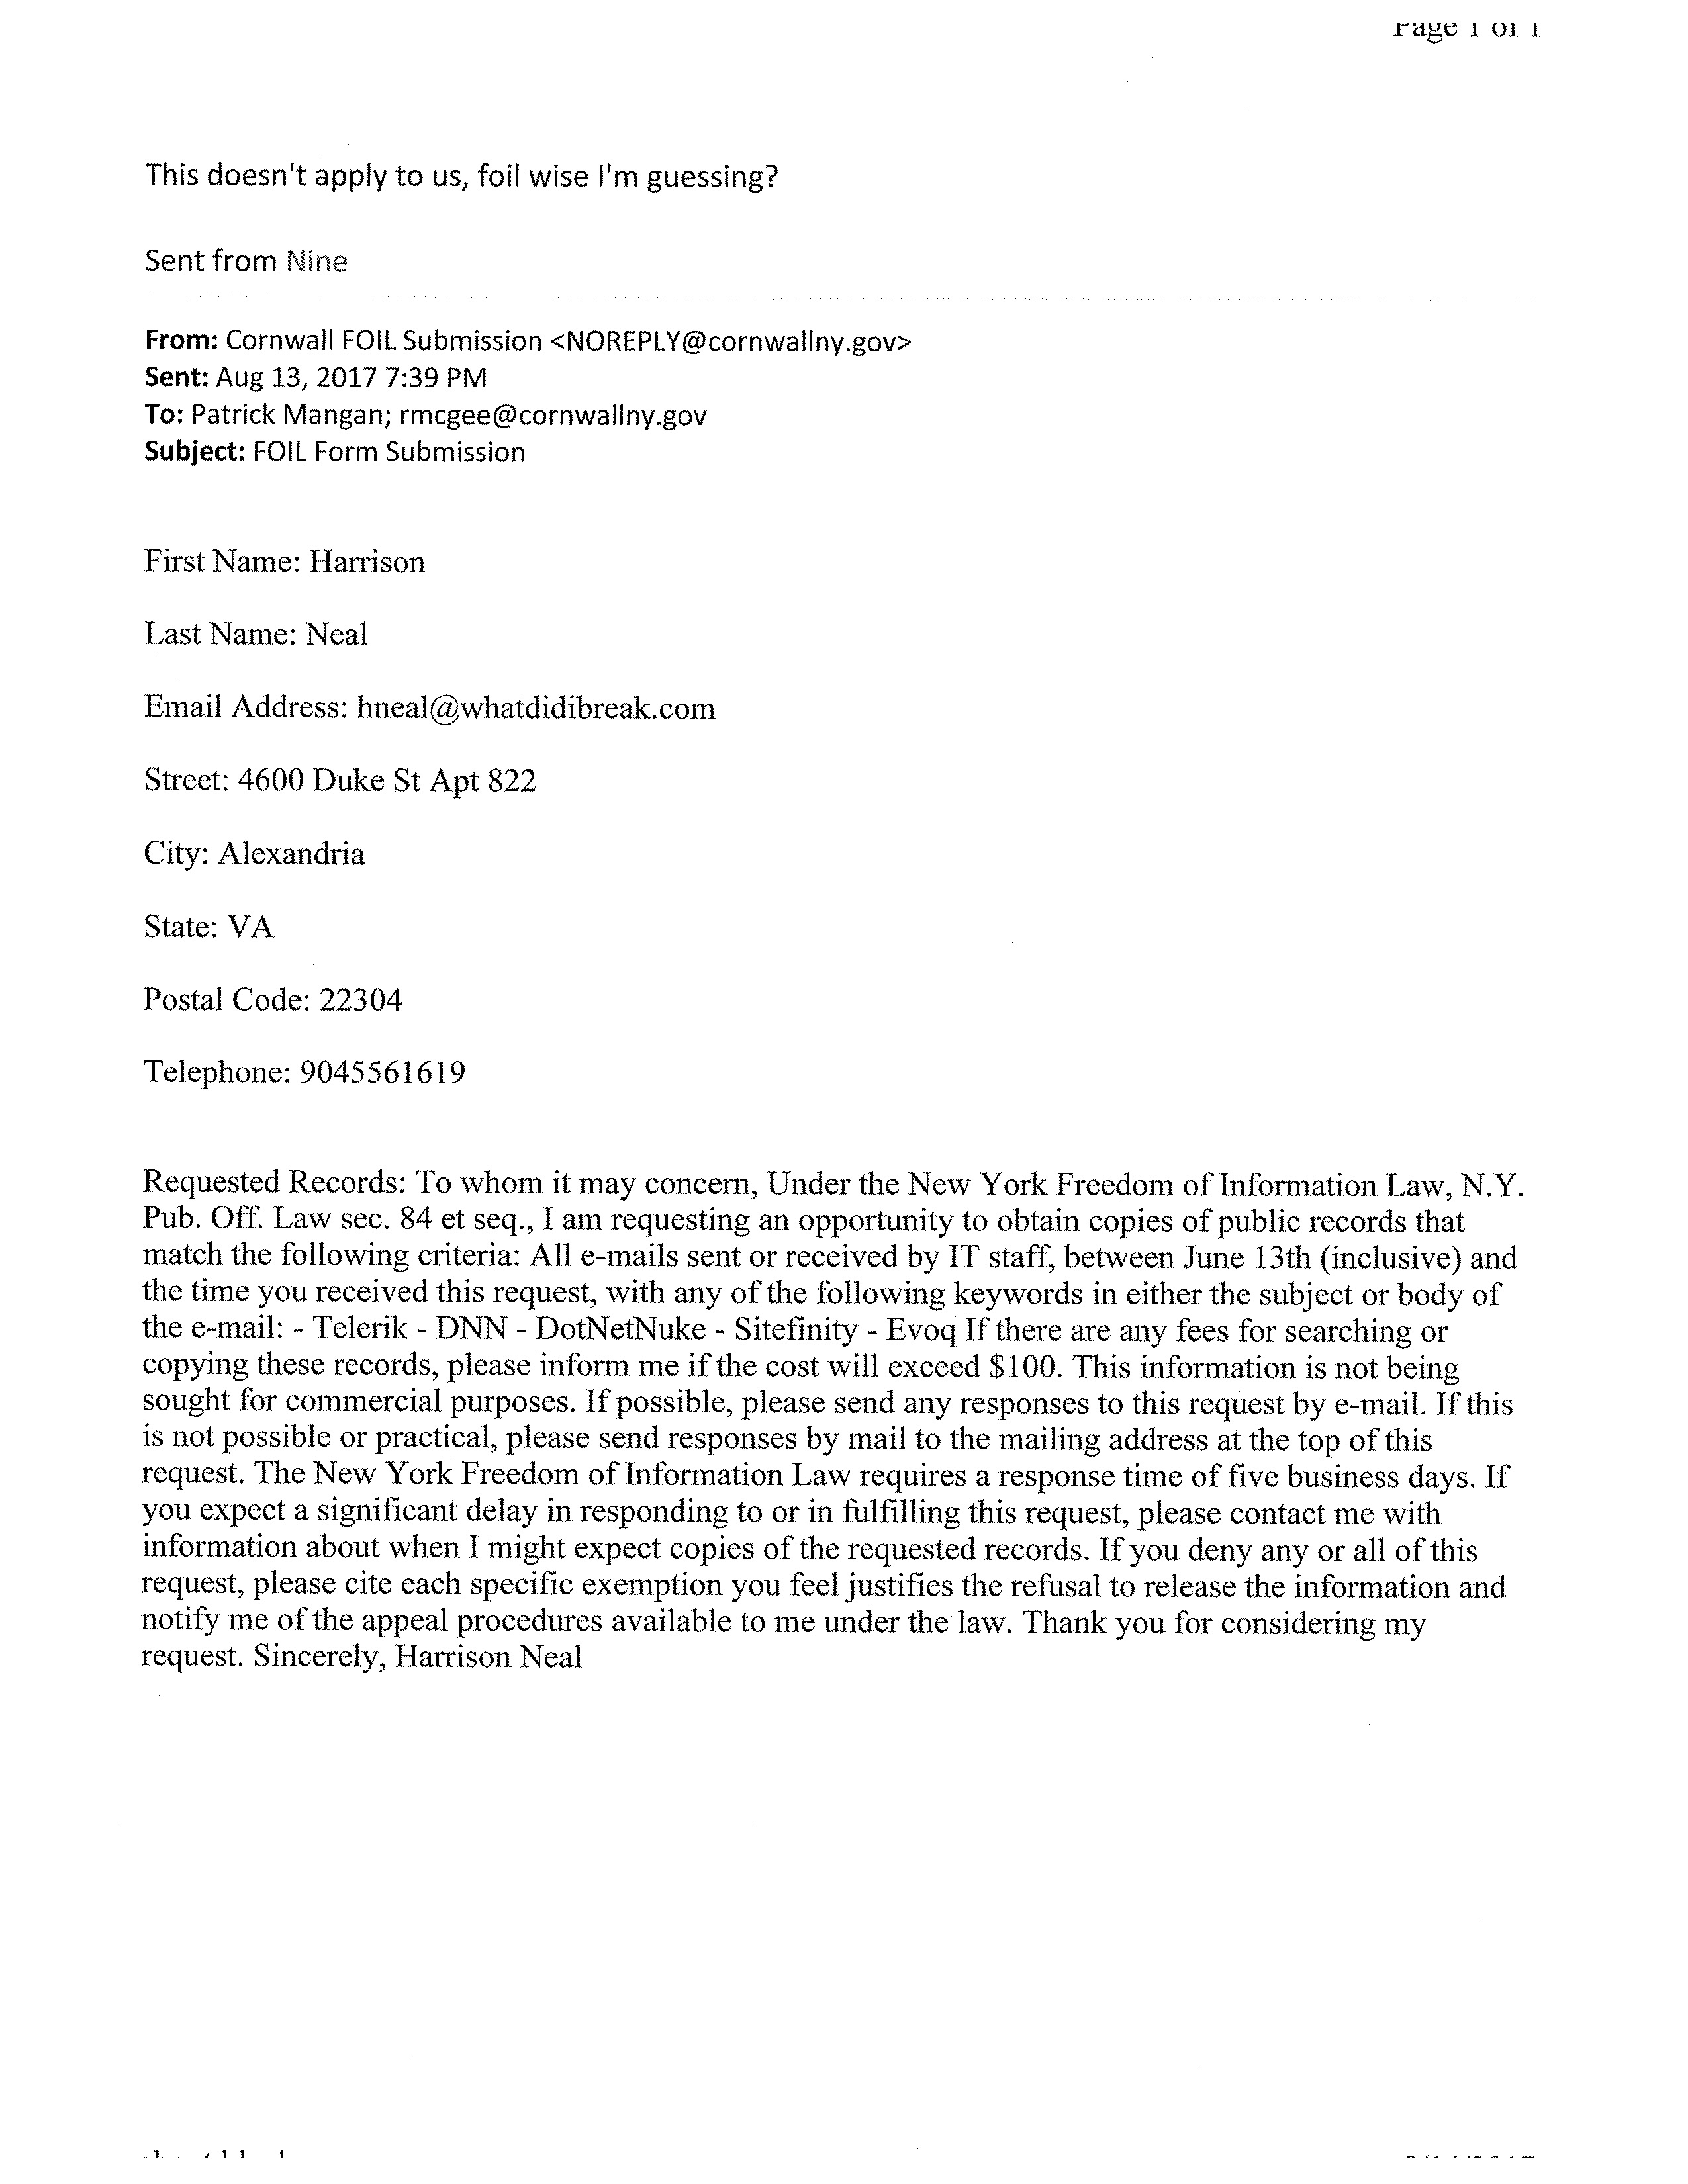 Page 1 of 1
This doesn't apply to us, foil wise I'm guessing?
Sent from Nine
From: Cornwall FOIL Submission <NOREPLY@cornwallny.gov>
Sent: Aug 13, 2017 7:39 PM
To: Patrick Mangan; rmcgee@cornwallny.gov
Subject: FOIL Form Submission
First Name: Harrison
Last Name: Neal
Email Address: hneal@whatdidibreak.com
Street: 4600 Duke St Apt 822
City: Alexandria
State: VA
Postal Code: 22304
Telephone: 9045561619
Requested Records: To whom it may concern, Under the New York Freedom of Information Law, N.Y.
Pub. Off. Law sec. 84 et seq., I am requesting an opportunity to obtain copies of public records that
match the following criteria: All e-mails sent or received by IT staff, between June 13th (inclusive) and
the time you received this request, with any of the following keywords in either the subject or body of
the e-mail: - Telerik - DNN - DotNetNuke - Sitefinity - Evoq If there are any fees for searching or
copying these records, please inform me if the cost will exceed $100. This information is not being
sought for commercial purposes. If possible, please send any responses to this request by e-mail. If this
is not possible or practical, please send responses by mail to the mailing address at the top of this
request. The New York Freedom of Information Law requires a response time of five business days. If
you expect a significant delay in responding to or in fulfilling this request, please contact me with
information about when I might expect copies of the requested records. If you deny any or all of this
request, please cite each specific exemption you feel justifies the refusal to release the information and
notify me of the appeal procedures available to me under the law. Thank you for considering my
request. Sincerely, Harrison Neal